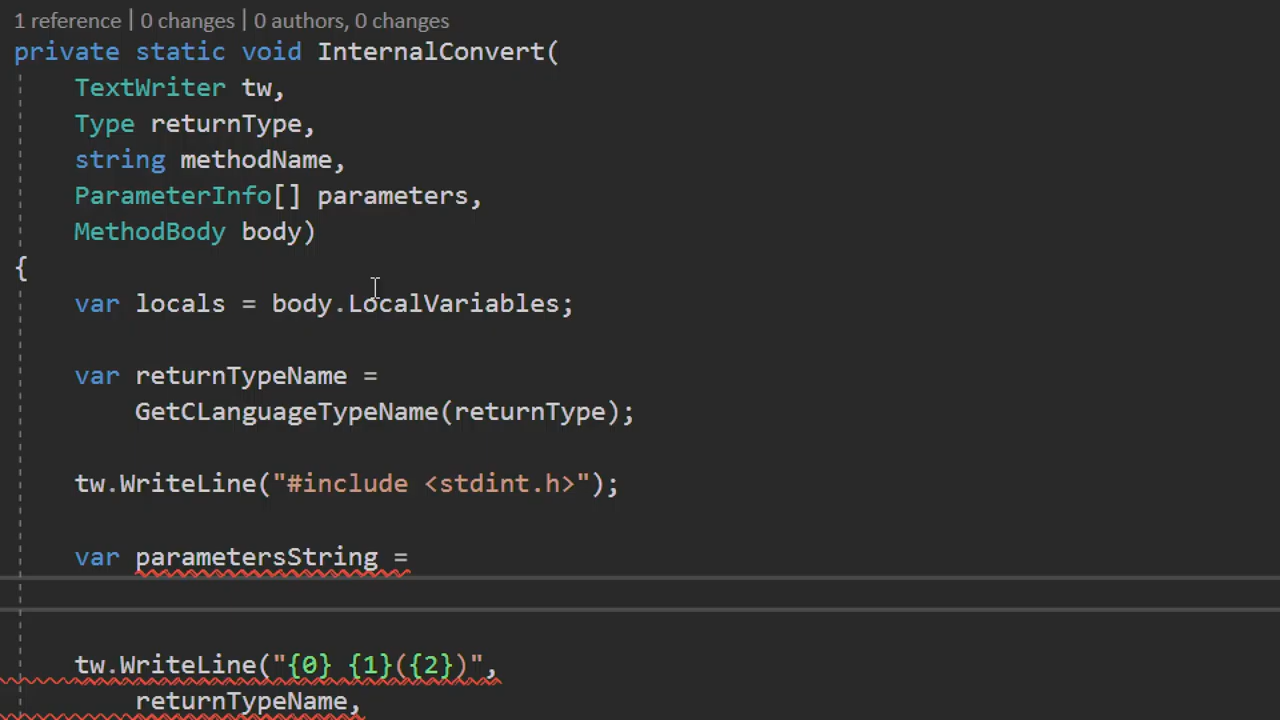 1 reference | 0 changes | 0 authors, 0 changes
private static void InternalConvert(
TextWriter tw,
Type returnType,
string methodName,
ParameterInfo[] parameters,
MethodBody body)
{
var locals = body.LocalVariables;
var returnTypeName =
GetCLanguageTypeName(returnType);
tw.WriteLine("#include <stdint.h>");
var parametersString =
tw.WriteLine("{0} {1}({2})",
returnTypeName,